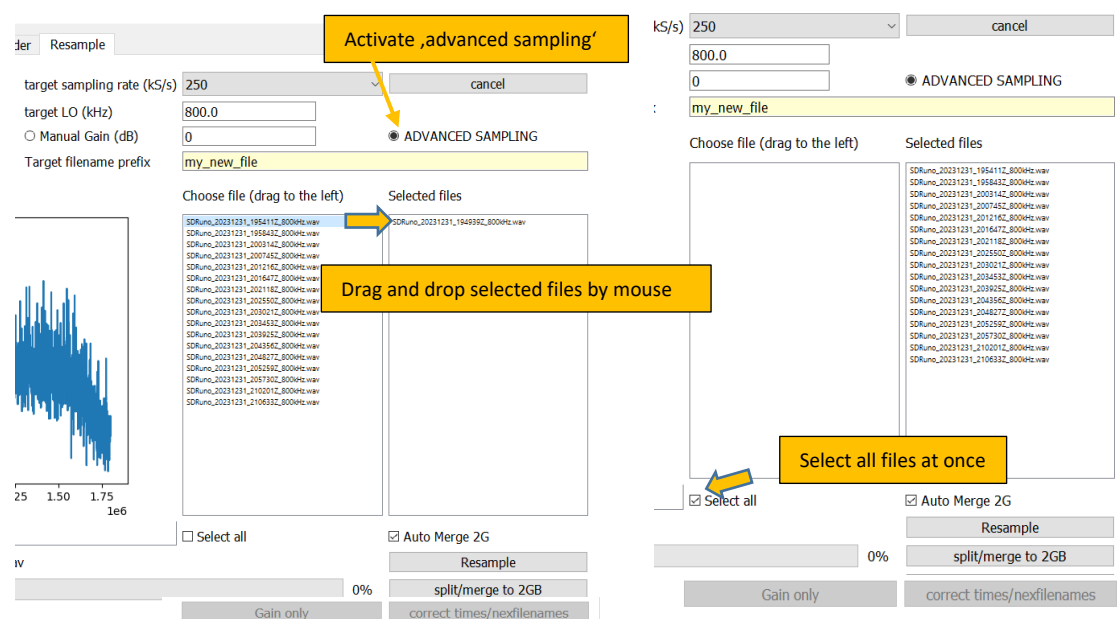 der Resample
Activate ‚advanced sampling‘
target sampling rate (kS/s) 250 cancel
target LO (kHz) 800.0
Manual Gain (dB) 0 ADVANCED SAMPLING
Target filename prefix my_new_file
Choose file (drag to the left) Selected files
SDRuno_20231231_195411Z_800kHz.wav SDRuno_20231231_194939Z_800kHz.wav
SDRuno_20231231_195843Z_800kHz.wav
SDRuno_20231231_200314Z_800kHz.wav
SDRuno_20231231_200745Z_800kHz.wav
SDRuno_20231231_201216Z_800kHz.wav
SDRuno_20231231_201647Z_800kHz.wav
SDRuno_20231231_202118Z_800kHz.wav
SDRuno_20231231_202550Z_800kHz.wav
SDRuno_20231231_203021Z_800kHz.wav
SDRuno_20231231_203453Z_800kHz.wav
SDRuno_20231231_203925Z_800kHz.wav
SDRuno_20231231_204356Z_800kHz.wav
SDRuno_20231231_204827Z_800kHz.wav
SDRuno_20231231_205259Z_800kHz.wav
SDRuno_20231231_205730Z_800kHz.wav
SDRuno_20231231_210201Z_800kHz.wav
SDRuno_20231231_210633Z_800kHz.wav
Drag and drop selected files by mouse
25 1.50 1.75
1e6
Select all Auto Merge 2G
av Resample
0% split/merge to 2GB
Gain only correct times/nexfilenames
kS/s) 250 cancel
800.0
0 ADVANCED SAMPLING
my_new_file
Choose file (drag to the left) Selected files
SDRuno_20231231_195411Z_800kHz.wav
SDRuno_20231231_195843Z_800kHz.wav
SDRuno_20231231_200314Z_800kHz.wav
SDRuno_20231231_200745Z_800kHz.wav
SDRuno_20231231_201216Z_800kHz.wav
SDRuno_20231231_201647Z_800kHz.wav
SDRuno_20231231_202118Z_800kHz.wav
SDRuno_20231231_202550Z_800kHz.wav
SDRuno_20231231_203021Z_800kHz.wav
SDRuno_20231231_203453Z_800kHz.wav
SDRuno_20231231_203925Z_800kHz.wav
SDRuno_20231231_204356Z_800kHz.wav
SDRuno_20231231_204827Z_800kHz.wav
SDRuno_20231231_205259Z_800kHz.wav
SDRuno_20231231_205730Z_800kHz.wav
SDRuno_20231231_210201Z_800kHz.wav
SDRuno_20231231_210633Z_800kHz.wav
Select all files at once
Select all Auto Merge 2G
Resample
0% split/merge to 2GB
Gain only correct times/nexfilenames